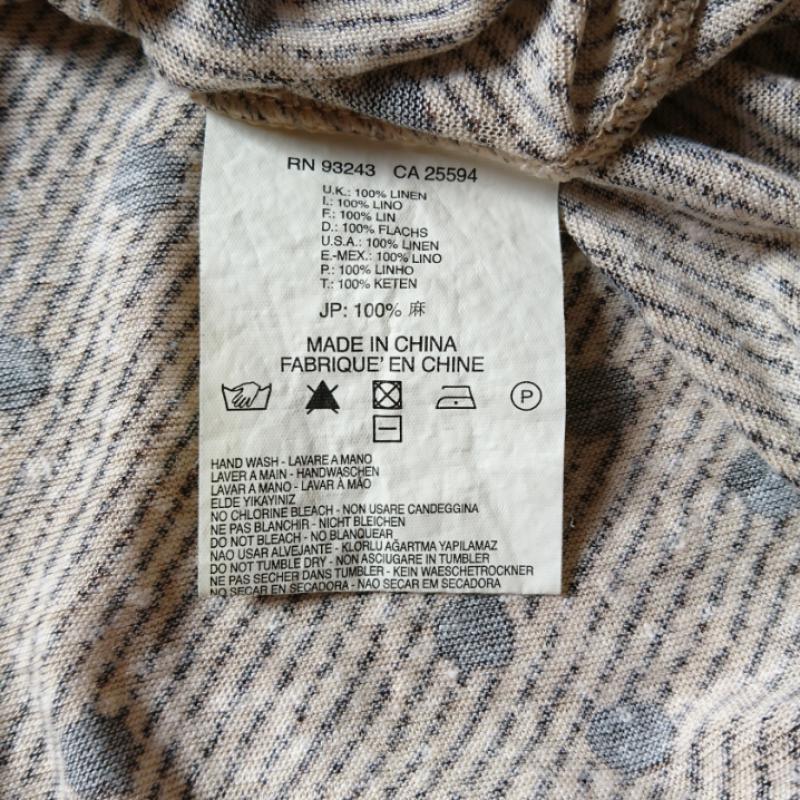 RN 93243 CA 25594
U.K.: 100% LINEN
I.: 100% LINO
F.: 100% LIN
D.: 100% FLACHS
U.S.A.: 100% LINEN
E.-MEX.: 100% LINO
P.: 100% LINHO
T.: 100% KETEN
JP: 100% 麻
MADE IN CHINA
FABRIQUE' EN CHINE
P
HAND WASH - LAVARE A MANO
LAVER A MAIN - HANDWASCHEN
LAVAR A MANO - LAVAR À MÃO
ELDE YIKAYINIZ
NO CHLORINE BLEACH - NON USARE CANDEGGINA
NE PAS BLANCHIR - NICHT BLEICHEN
DO NOT BLEACH - NO BLANQUEAR
NAO USAR ALVEJANTE - KLORLU AĞARTMA YAPILAMAZ
DO NOT TUMBLE DRY - NON ASCIUGARE IN TUMBLER
NE PAS SECHER DANS TUMBLER - KEIN WAESCHETROCKNER
NO SECAR EN SECADORA - NAO SECAR EM SECADORA